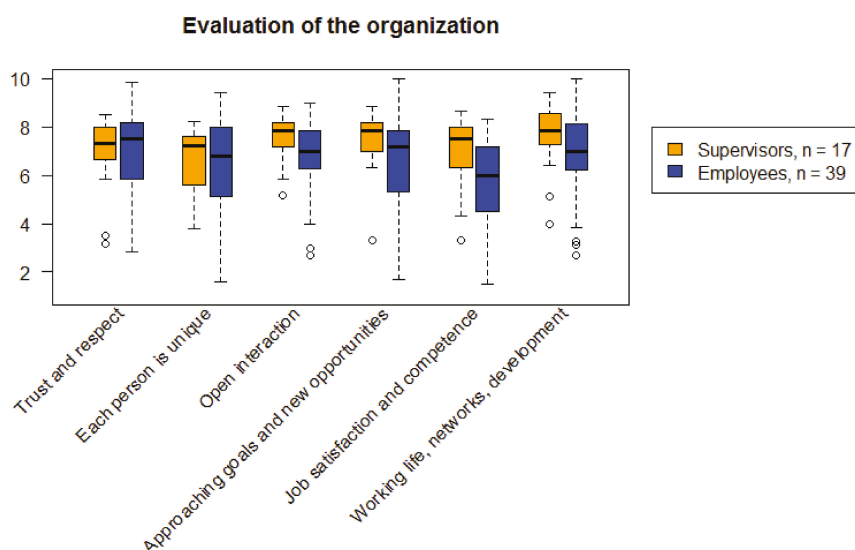 Evaluation of the organization
10
8
6
4
2
Supervisors, n = 17
Employees, n = 39
Trust and respect
Each person is unique
Open interaction
Approaching goals and new opportunities
Job satisfaction and competence
Working life, networks, development